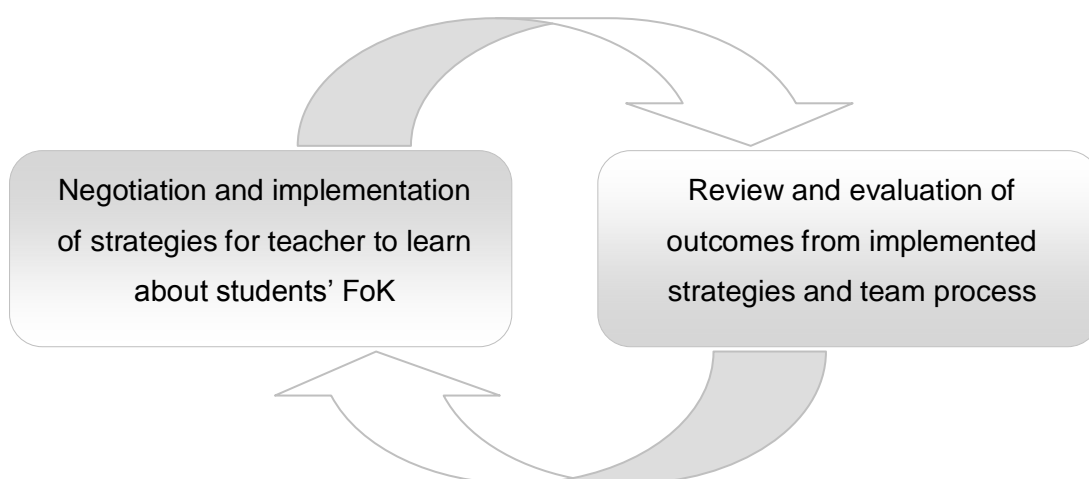 Negotiation and implementation
of strategies for teacher to learn
about students’ FoK
Review and evaluation of
outcomes from implemented
strategies and team process